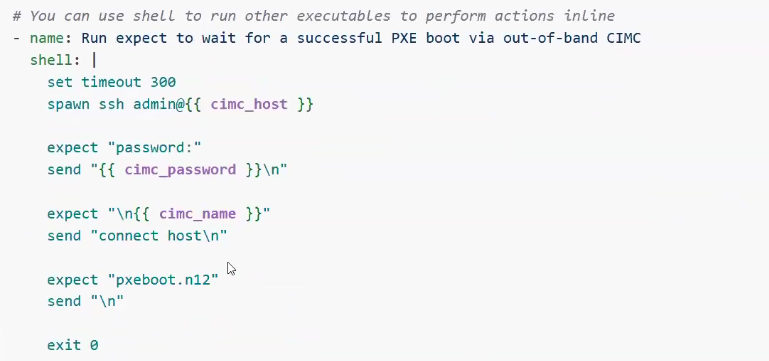 # You can use shell to run other executables to perform actions inline
- name: Run expect to wait for a successful PXE boot via out-of-band CIMC
  shell: |
    set timeout 300
    spawn ssh admin@{{ cimc_host }}

    expect "password:"
    send "{{ cimc_password }}\n"

    expect "\n{{ cimc_name }}"
    send "connect host\n"

    expect "pxeboot.n12"
    send "\n"

    exit 0